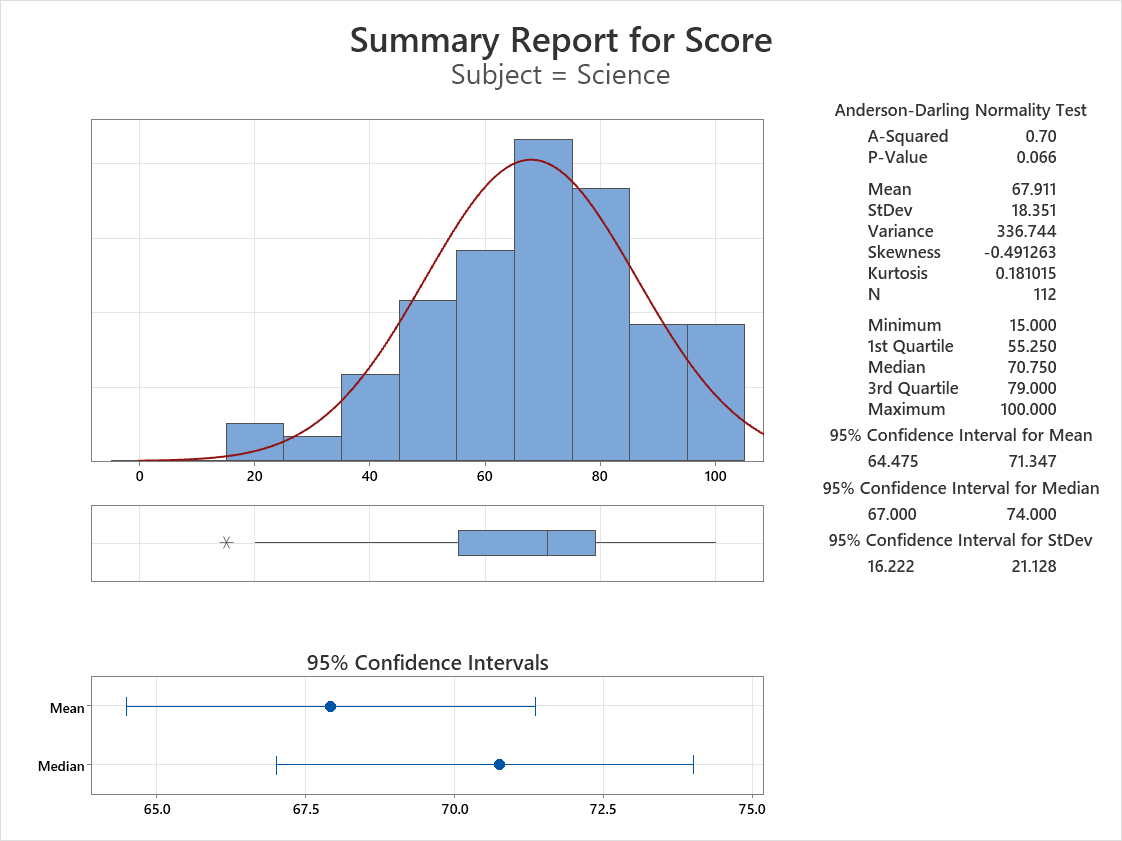 Summary Report for Score
Subject = Science
Anderson-Darling Normality Test
A-Squared 0.70
P-Value 0.066
Mean 67.911
StDev 18.351
Variance 336.744
Skewness -0.491263
Kurtosis 0.181015
N 112
Minimum 15.000
1st Quartile 55.250
Median 70.750
3rd Quartile 79.000
Maximum 100.000
95% Confidence Interval for Mean
64.475 71.347
95% Confidence Interval for Median
67.000 74.000
95% Confidence Interval for StDev
16.222 21.128
0 20 40 60 80 100
95% Confidence Intervals
Mean
Median
65.0 67.5 70.0 72.5 75.0